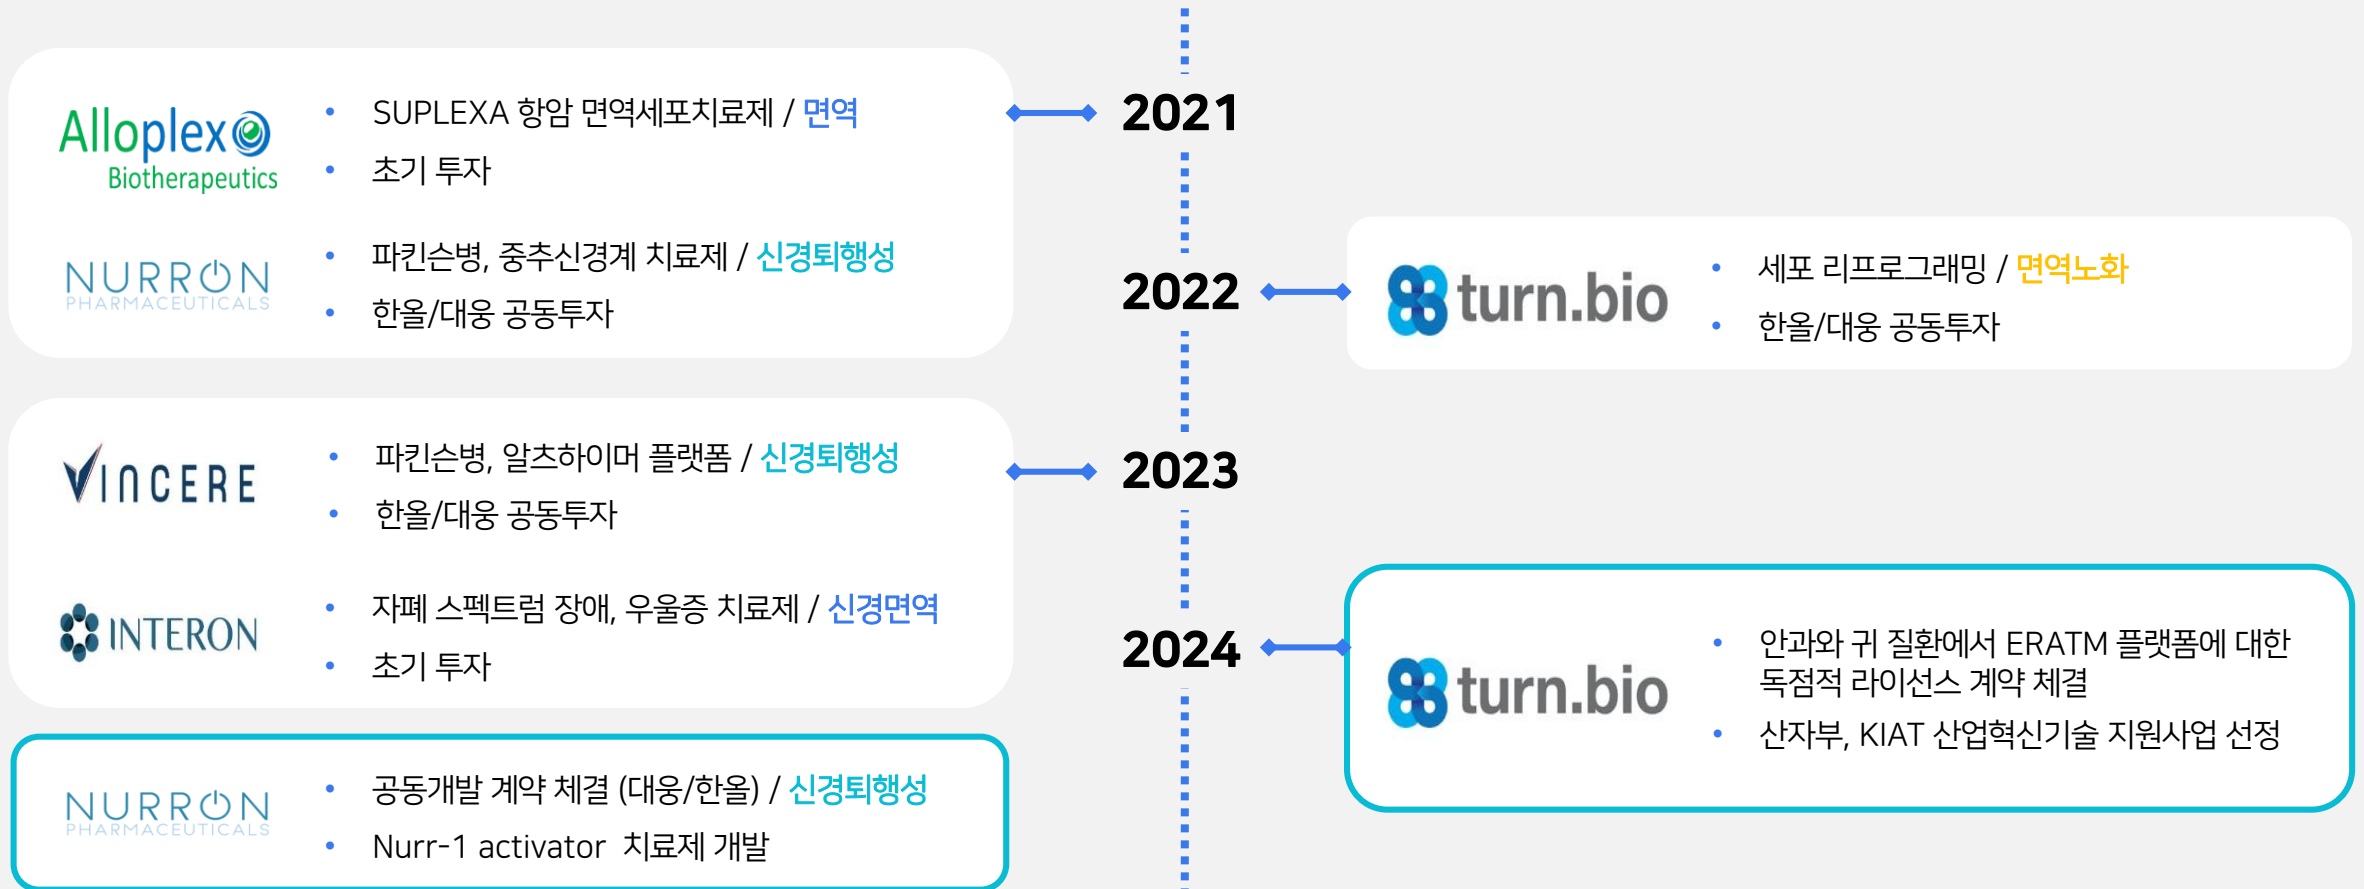 2021
Alloplex
Biotherapeutics
• SUPLEXA 항암 면역세포치료제 / 면역
• 초기 투자
NURRON
PHARMACEUTICALS
• 파킨슨병, 중추신경계 치료제 / 신경퇴행성
• 한올/대웅 공동투자
2022
turn.bio
• 세포 리프로그래밍 / 면역노화
• 한올/대웅 공동투자
2023
VINCERE
• 파킨슨병, 알츠하이머 플랫폼 / 신경퇴행성
• 한올/대웅 공동투자
INTERON
• 자폐 스펙트럼 장애, 우울증 치료제 / 신경면역
• 초기 투자
NURRON
PHARMACEUTICALS
• 공동개발 계약 체결 (대웅/한올) / 신경퇴행성
• Nurr-1 activator 치료제 개발
2024
turn.bio
• 안과와 귀 질환에서 ERATM 플랫폼에 대한
독점적 라이선스 계약 체결
• 산자부, KIAT 산업혁신기술 지원사업 선정